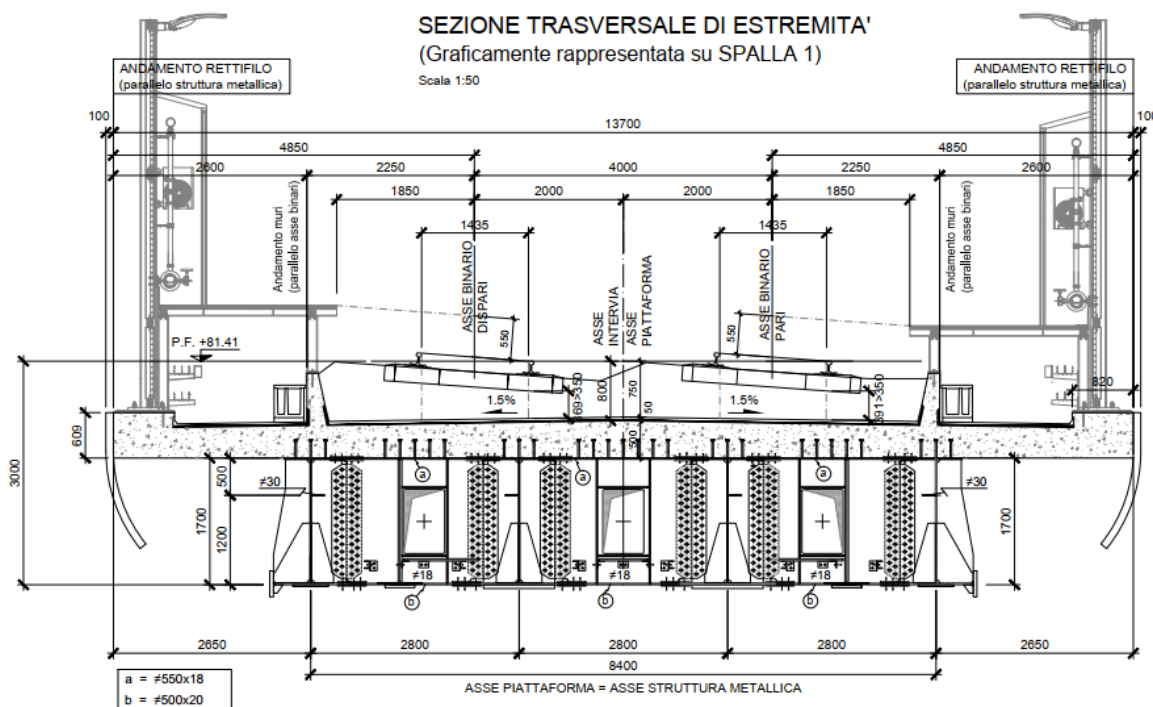 SEZIONE TRASVERSALE DI ESTREMITA'
(Graficamente rappresentata su SPALLA 1)
Scala 1:50
ANDAMENTO RETTIFILO
(parallelo struttura metallica)
ANDAMENTO RETTIFILO
(parallelo struttura metallica)
100
13700
100
4850
4850
2600
2250
4000
2250
2600
1850
2000
2000
1850
1435
1435
Andamento muri
(parallelo asse binari)
ASSE BINARIO
DISPARI
ASSE
INTERVIA
ASSE
PIATTAFORMA
ASSE BINARIO
PARI
Andamento muri
(parallelo asse binari)
550
550
P.F. +81.41
1.5%
800
750
50
500
1.5%
820
609
3000
a
a
a
≠30
≠30
500
1200
1700
1700
≠18
≠18
≠18
b
b
b
2650
2800
2800
2800
2650
8400
ASSE PIATTAFORMA = ASSE STRUTTURA METALLICA
a = ≠550x18
b = ≠500x20